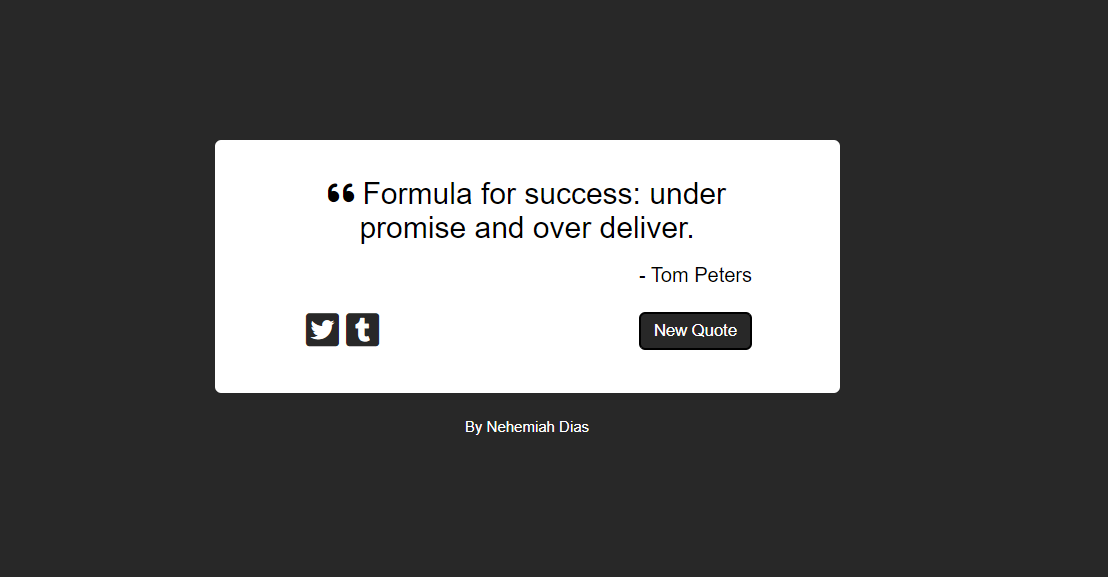 ❝ Formula for success: under
promise and over deliver.
- Tom Peters
New Quote
By Nehemiah Dias